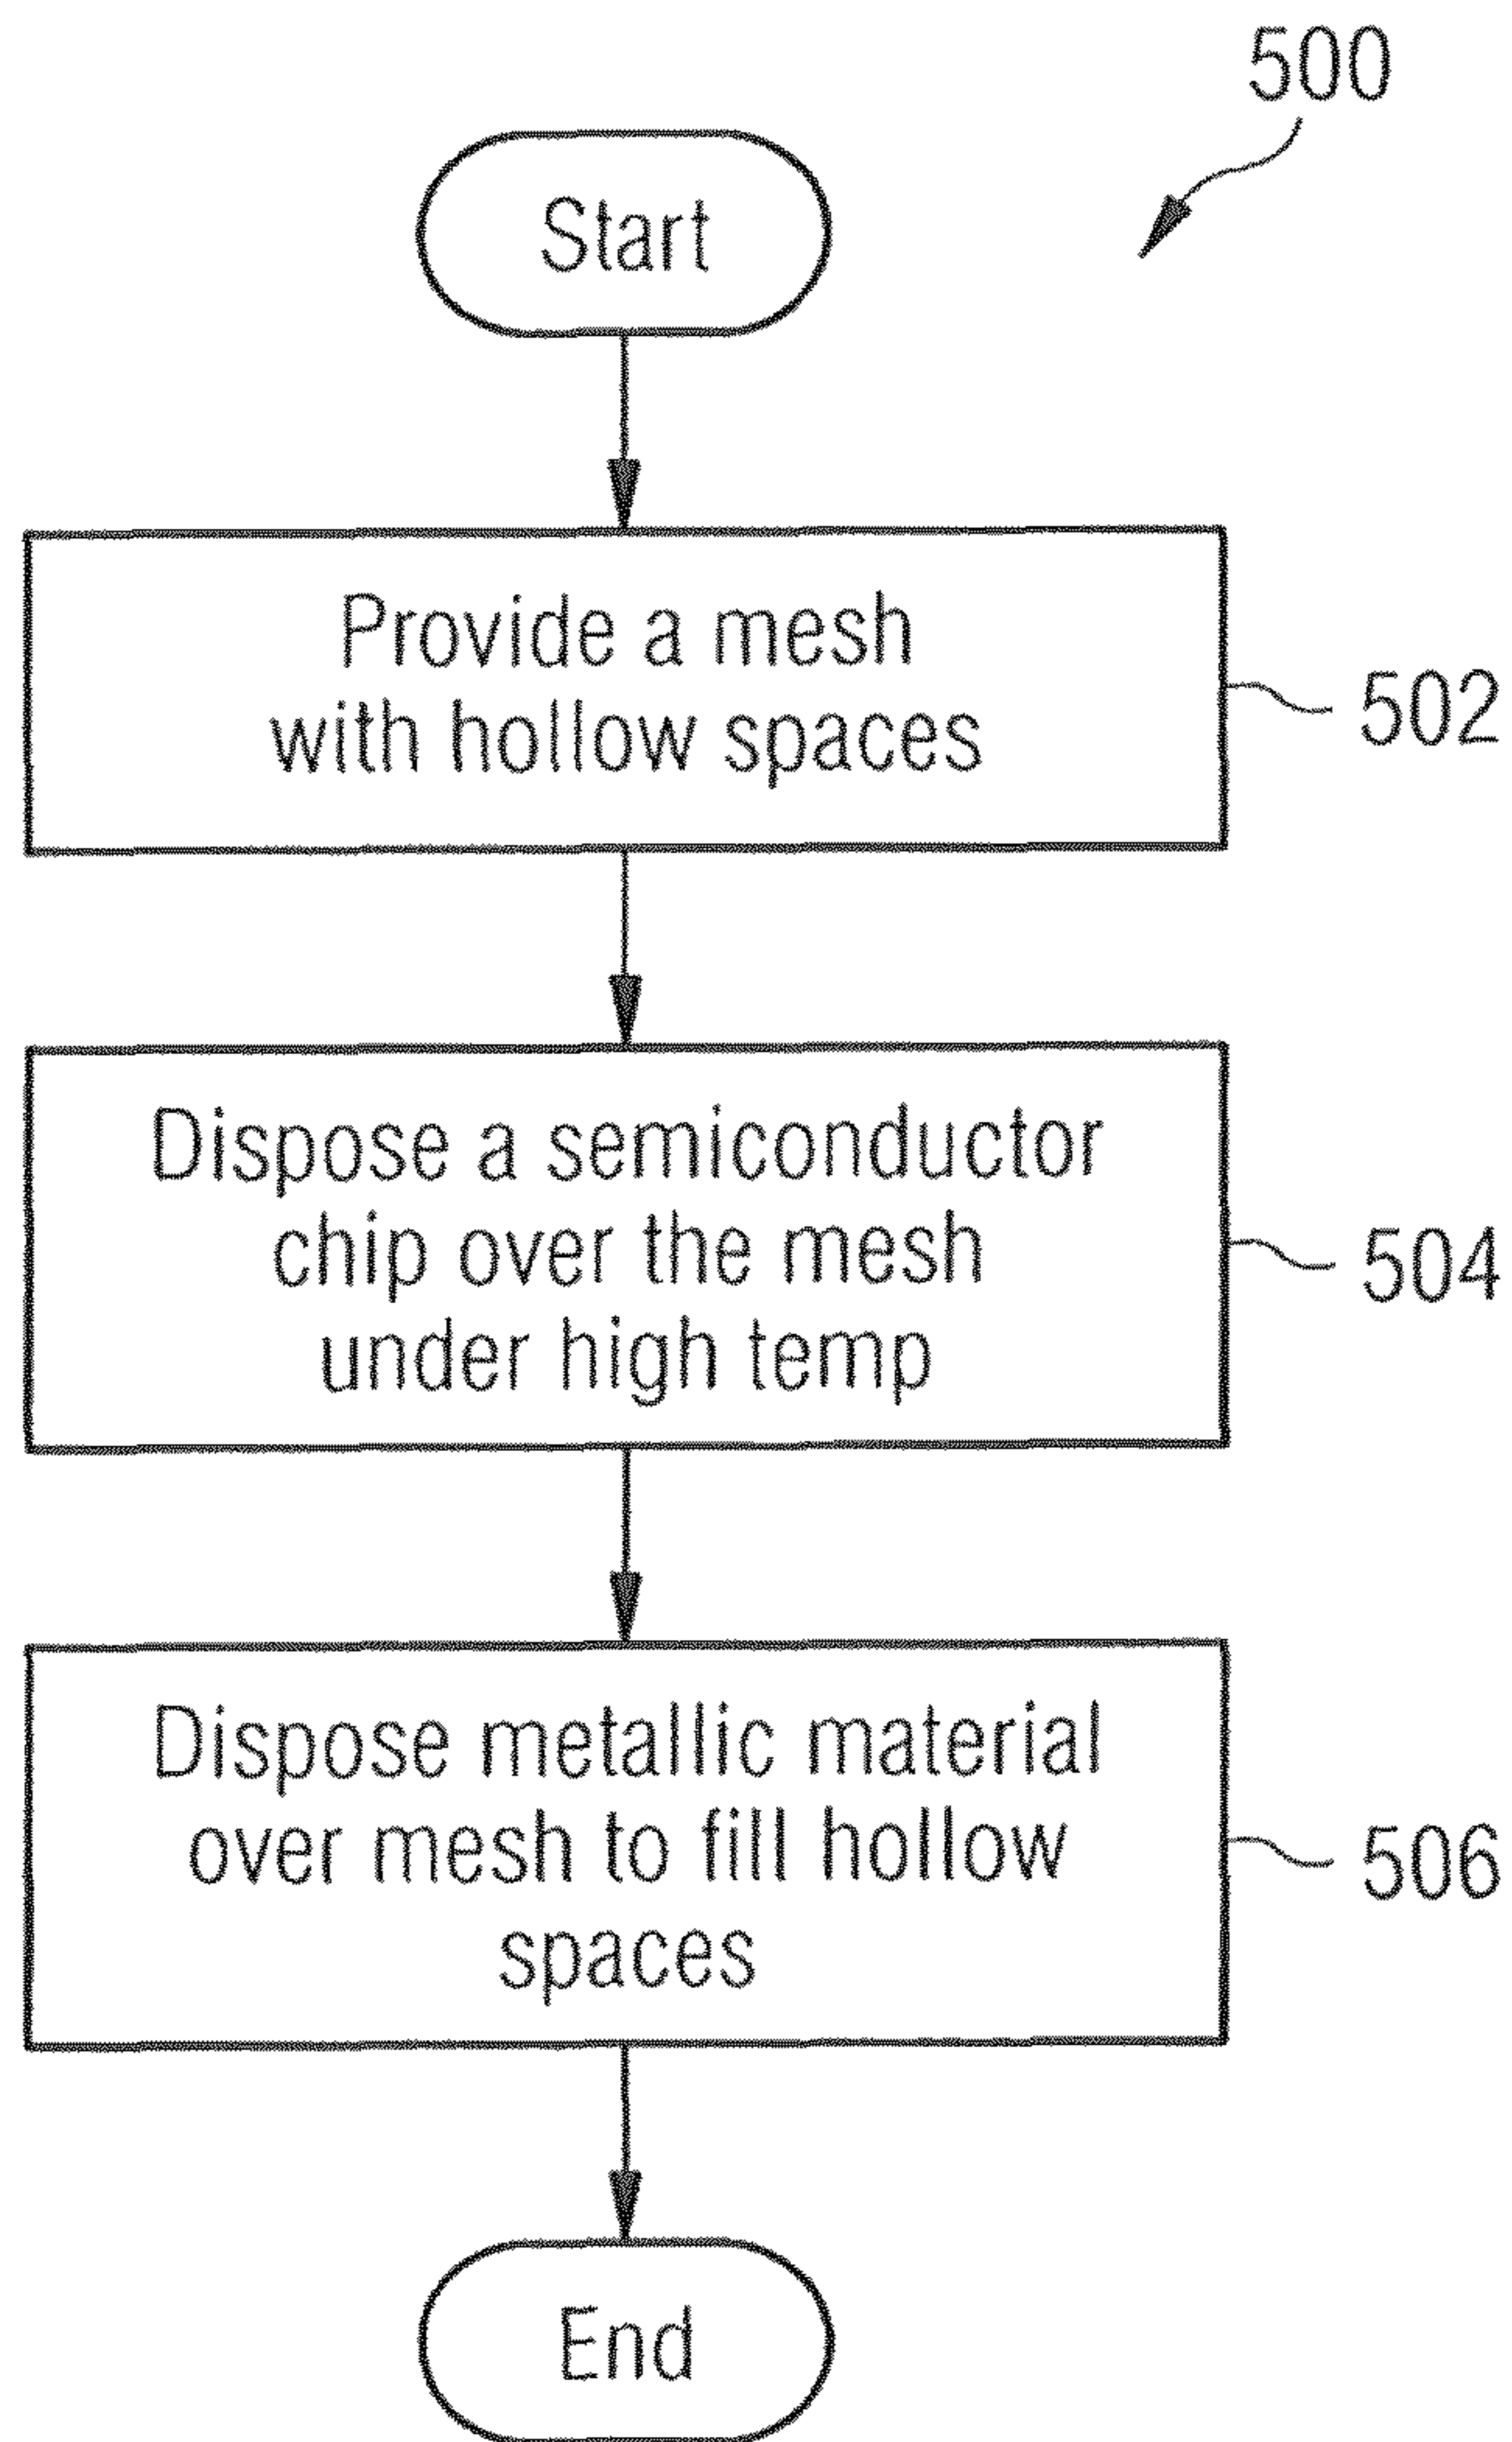 500
Start
Provide a mesh
with hollow spaces
502
Dispose a semiconductor
chip over the mesh
under high temp
504
Dispose metallic material
over mesh to fill hollow
spaces
506
End